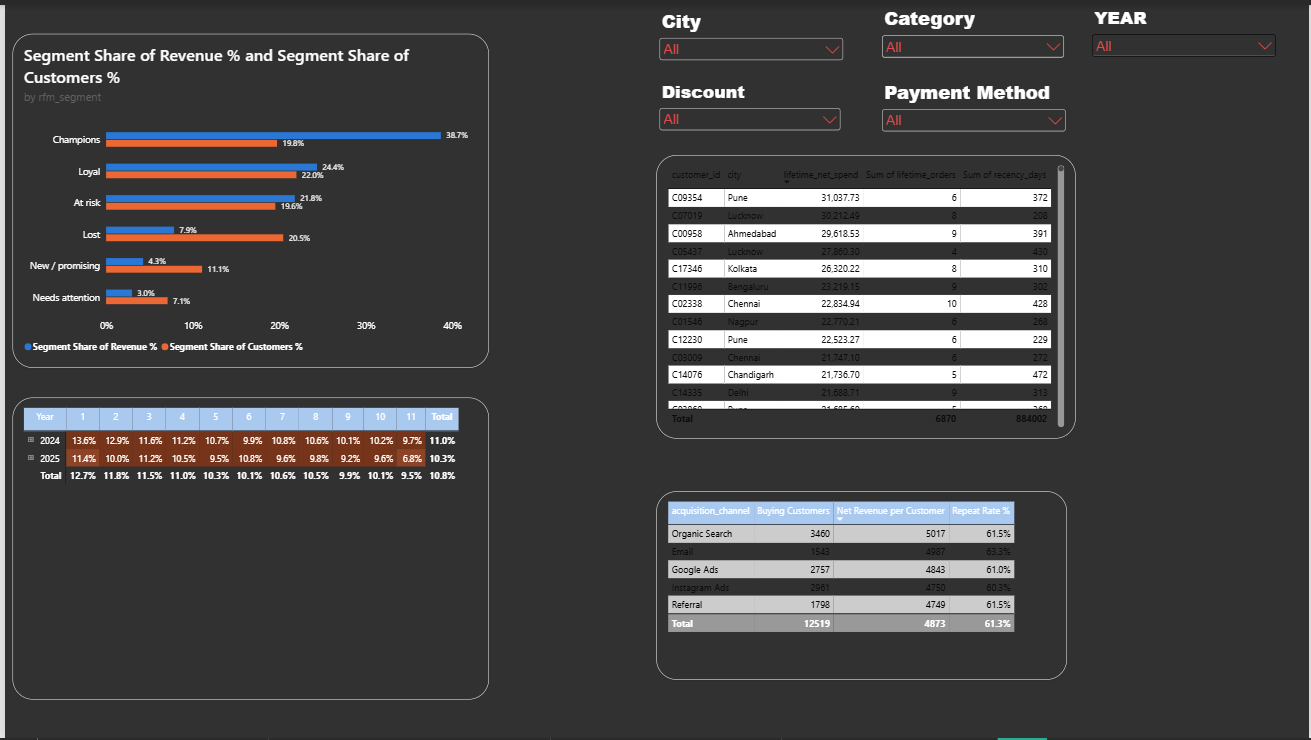 City
Category
YEAR
All
All
All
Discount
Payment Method
All
All
Segment Share of Revenue % and Segment Share of
Customers %
by rfm_segment
Champions 38.7%
19.8%
Loyal 24.4%
22.0%
At risk 21.8%
19.6%
Lost 7.9%
20.5%
New / promising 4.3%
11.1%
Needs attention 3.0%
7.1%
0% 10% 20% 30% 40%
Segment Share of Revenue % Segment Share of Customers %
customer_id city lifetime_net_spend Sum of lifetime_orders Sum of recency_days
C09354 Pune 31,037.73 6 372
C07019 Lucknow 30,212.49 8 208
C00958 Ahmedabad 29,618.53 9 391
C05437 Lucknow 27,860.30 4 430
C17346 Kolkata 26,320.22 8 310
C11996 Bengaluru 23,219.15 9 302
C02338 Chennai 22,834.94 10 428
C01546 Nagpur 22,770.21 6 268
C12230 Pune 22,523.27 6 229
C03009 Chennai 21,747.10 6 272
C14076 Chandigarh 21,736.70 5 472
C14335 Delhi 21,688.71 9 313
Total 6870 884002
Year 1 2 3 4 5 6 7 8 9 10 11 Total
2024 13.6% 12.9% 11.6% 11.2% 10.7% 9.9% 10.8% 10.6% 10.1% 10.2% 9.7% 11.0%
2025 11.4% 10.0% 11.2% 10.5% 9.5% 10.8% 9.6% 9.8% 9.2% 9.6% 6.8% 10.3%
Total 12.7% 11.8% 11.5% 11.0% 10.3% 10.1% 10.6% 10.5% 9.9% 10.1% 9.5% 10.8%
acquisition_channel Buying Customers Net Revenue per Customer Repeat Rate %
Organic Search 3460 5017 61.5%
Email 1543 4987 63.3%
Google Ads 2757 4843 61.0%
Instagram Ads 2961 4750 60.3%
Referral 1798 4749 61.5%
Total 12519 4873 61.3%